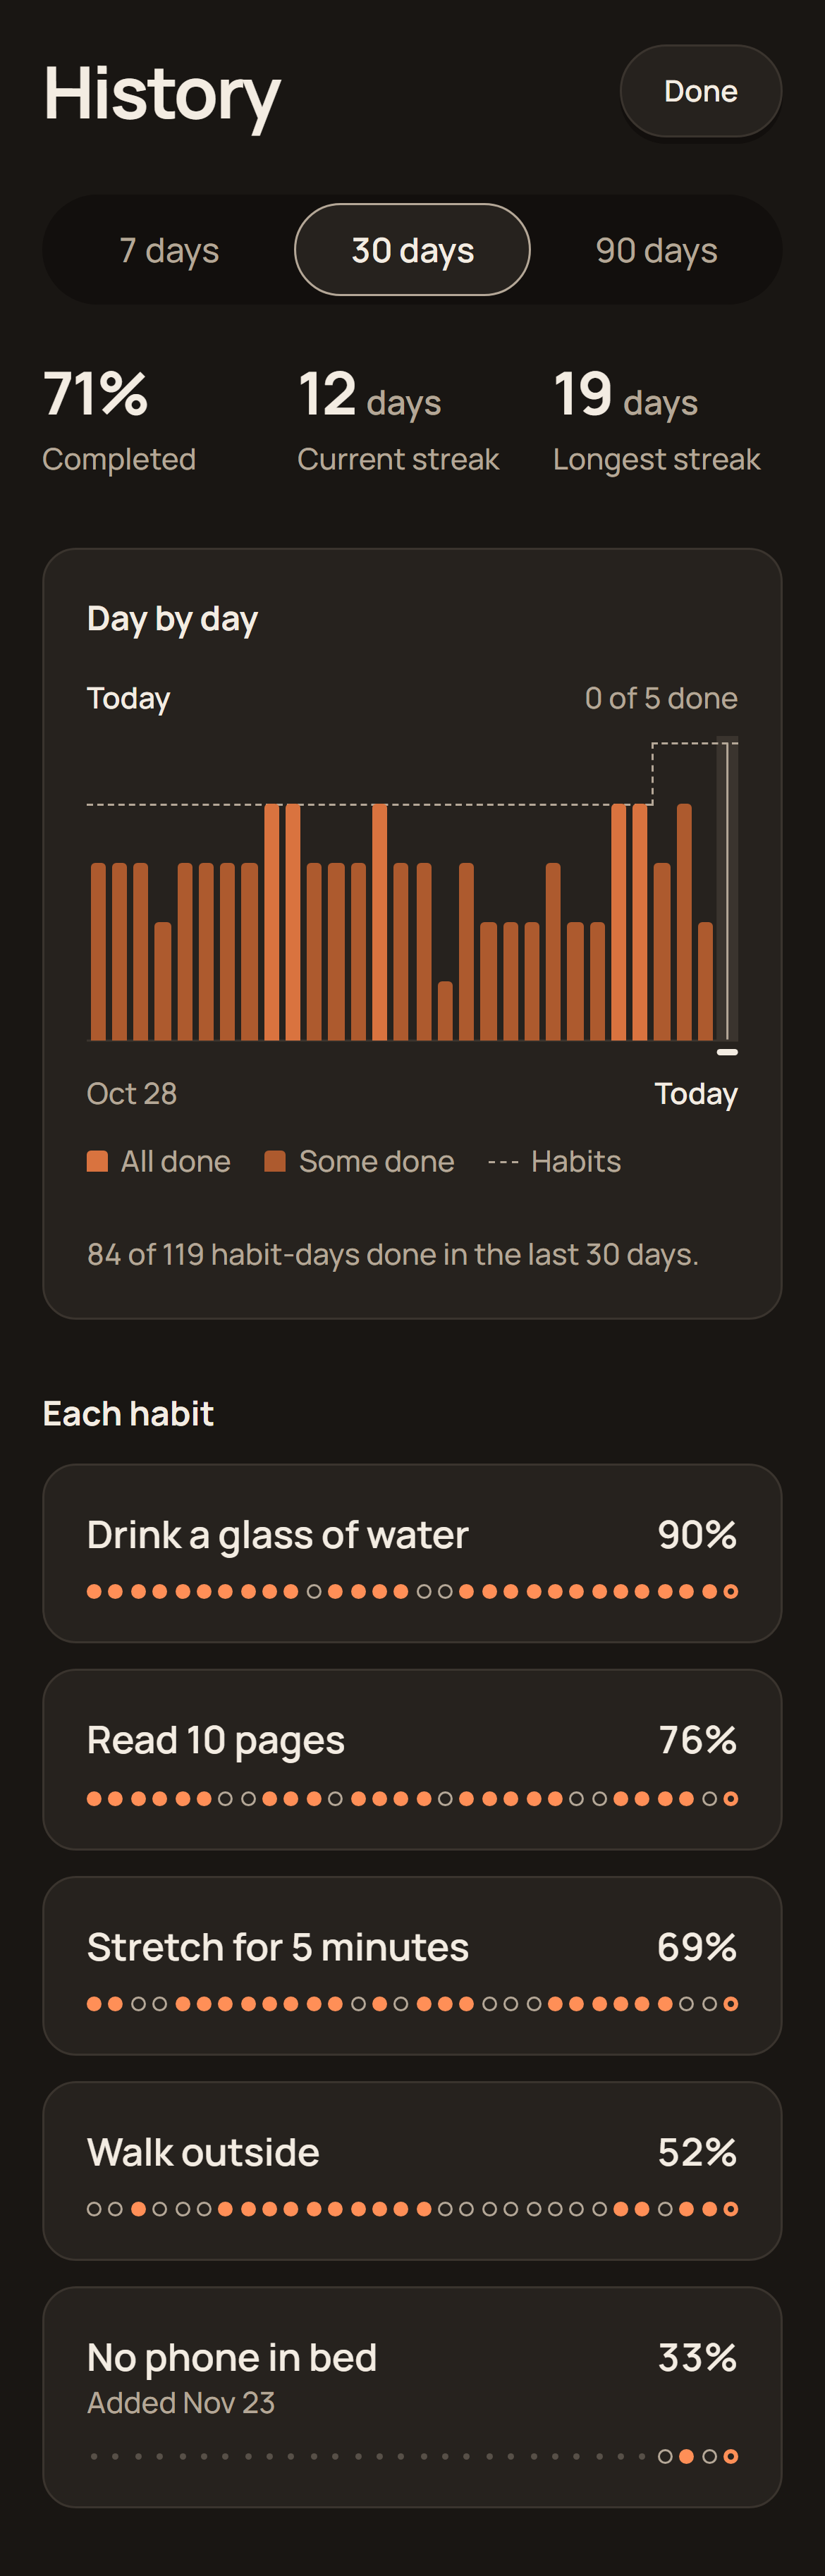 History
Done
7 days
30 days
90 days
71%
12 days
19 days
Completed
Current streak
Longest streak
Day by day
Today
0 of 5 done
Oct 28
Today
All done
Some done
Habits
84 of 119 habit-days done in the last 30 days.
Each habit
Drink a glass of water
90%
Read 10 pages
76%
Stretch for 5 minutes
69%
Walk outside
52%
No phone in bed
33%
Added Nov 23